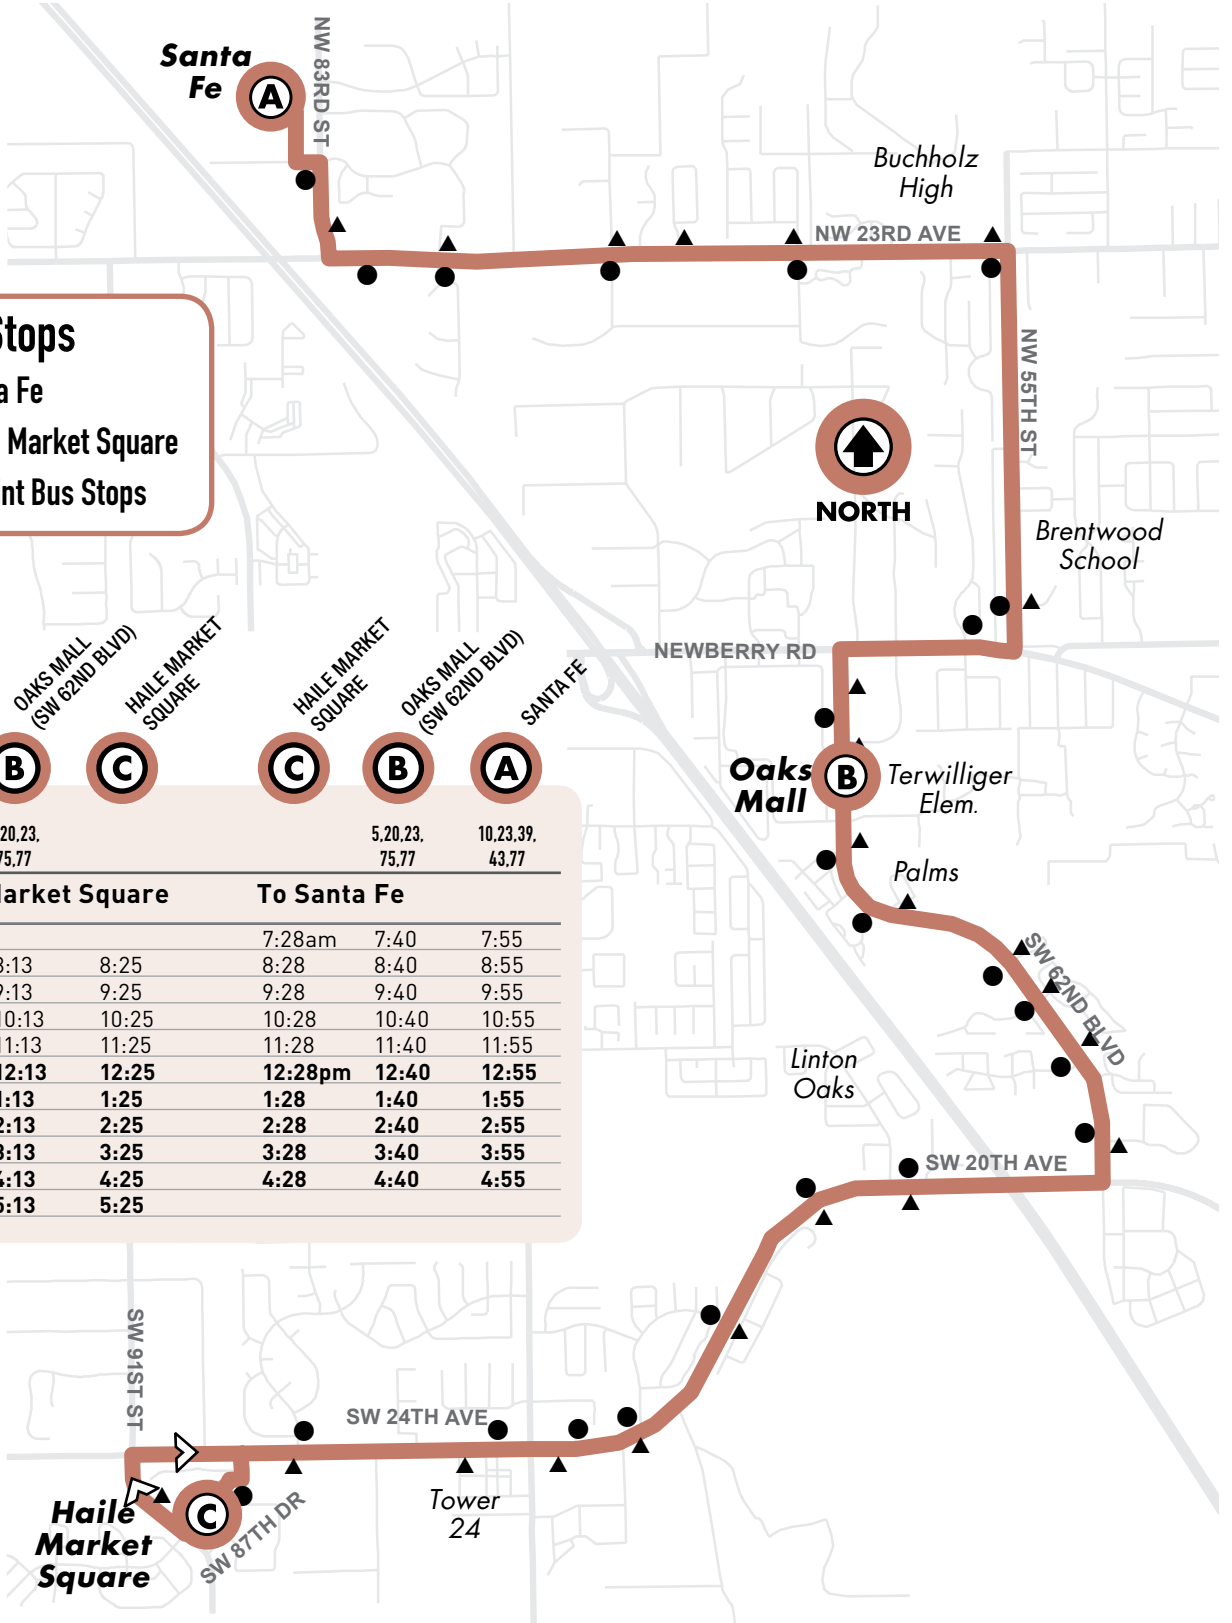 Santa
Fe
A
NW 83RD ST
Buchholz
High
NW 23RD AVE
NW 55TH ST
Stops
a Fe
Market Square
nt Bus Stops
NORTH
Brentwood
School
NEWBERRY RD
OAKS MALL
(SW 62ND BLVD)
HAILE MARKET
SQUARE
HAILE MARKET
SQUARE
OAKS MALL
(SW 62ND BLVD)
SANTA FE
B C C B A
Oaks
Mall
B
Terwilliger
Elem.
Palms
SW 62ND BLVD
20,23, 5,20,23, 10,23,39,
75,77 75,77 43,77
Market Square To Santa Fe
7:28am 7:40 7:55
8:13 8:25 8:28 8:40 8:55
9:13 9:25 9:28 9:40 9:55
10:13 10:25 10:28 10:40 10:55
11:13 11:25 11:28 11:40 11:55
12:13 12:25 12:28pm 12:40 12:55
1:13 1:25 1:28 1:40 1:55
2:13 2:25 2:28 2:40 2:55
3:13 3:25 3:28 3:40 3:55
4:13 4:25 4:28 4:40 4:55
5:13 5:25
Linton
Oaks
SW 20TH AVE
SW 91ST ST
SW 24TH AVE
Tower
24
Haile
Market
Square
C
SW 87TH DR